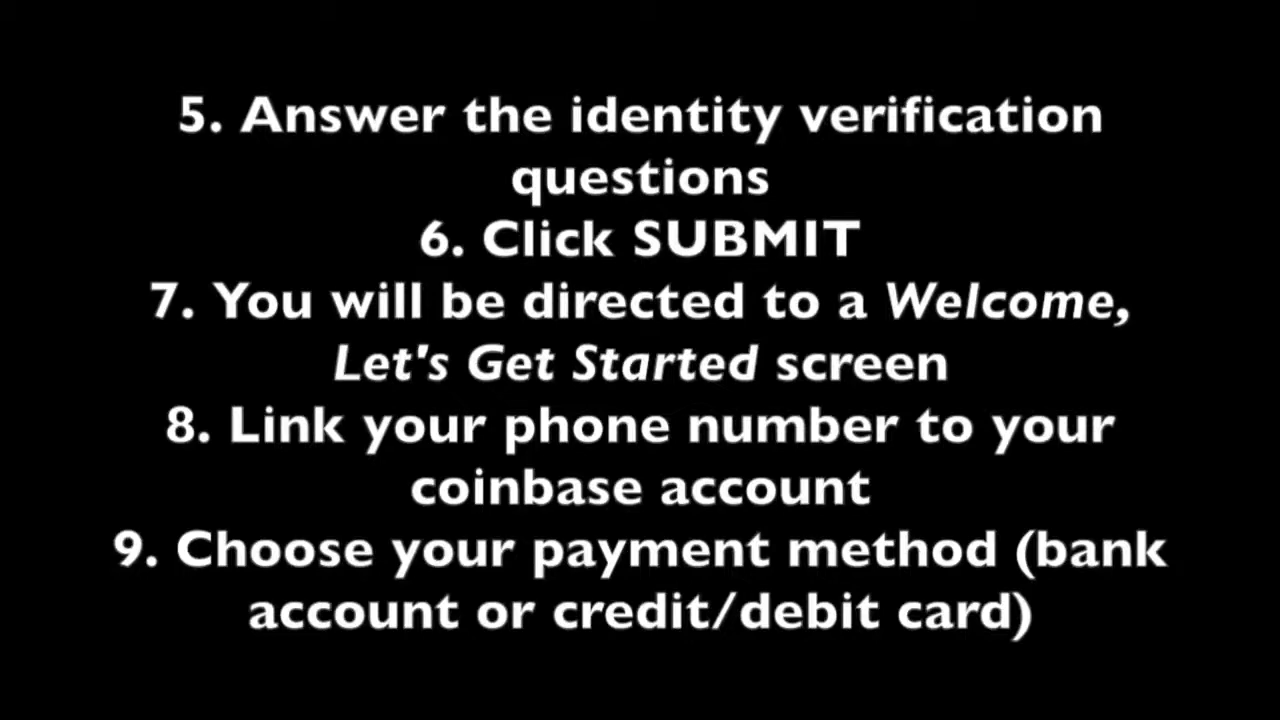 5. Answer the identity verification
questions
6. Click SUBMIT
7. You will be directed to a Welcome,
Let's Get Started screen
8. Link your phone number to your
coinbase account
9. Choose your payment method (bank
account or credit/debit card)